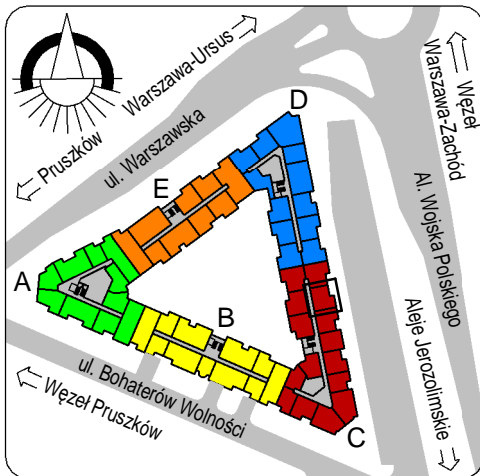 Warszawa-Ursus
Pruszków
ul. Warszawska
Węzeł
Warszawa-Zachód
Al. Wojska Polskiego
Aleje Jerozolimskie
D
E
A
B
C
ul. Bohaterów Wolności
Węzeł Pruszków